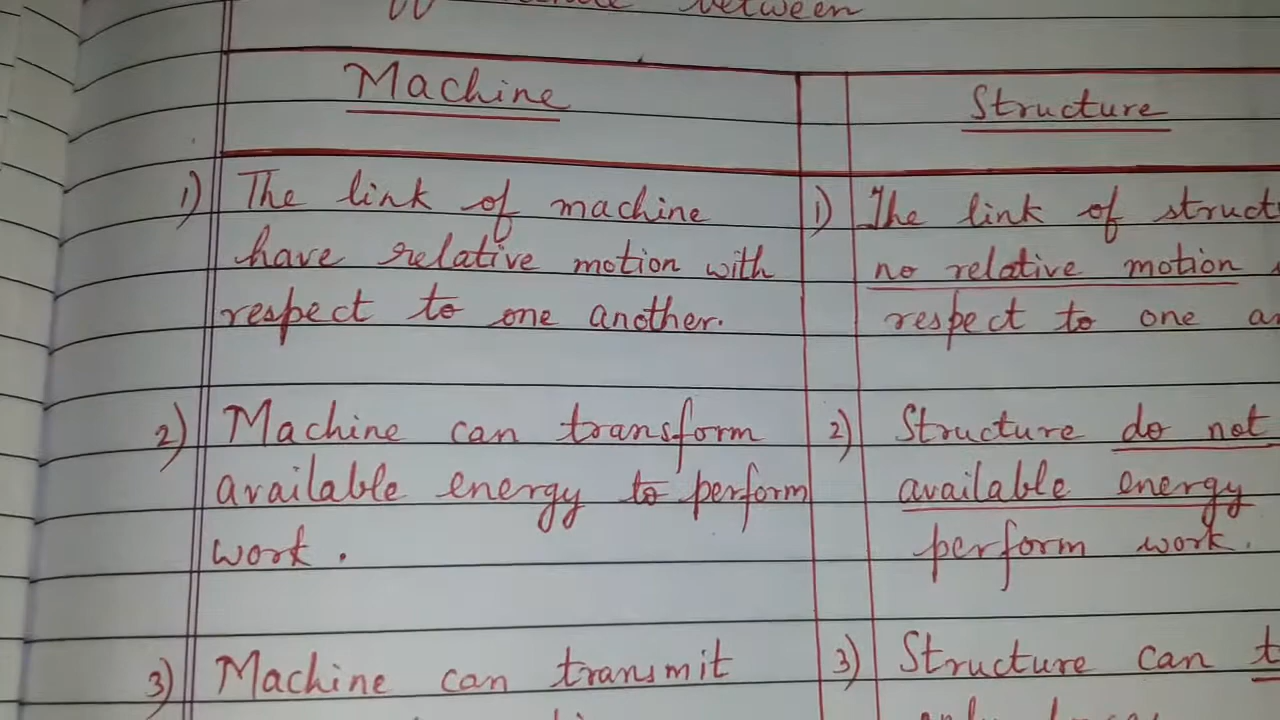 between
Machine
Structure
1) The link of machine
have relative motion with
respect to one another.
1) The link of
no relative motion
respect to one
2) Machine can transform
available energy to perform
work.
2) Structure do not
available energy
perform work.
3) Machine can transmit
3) Structure can